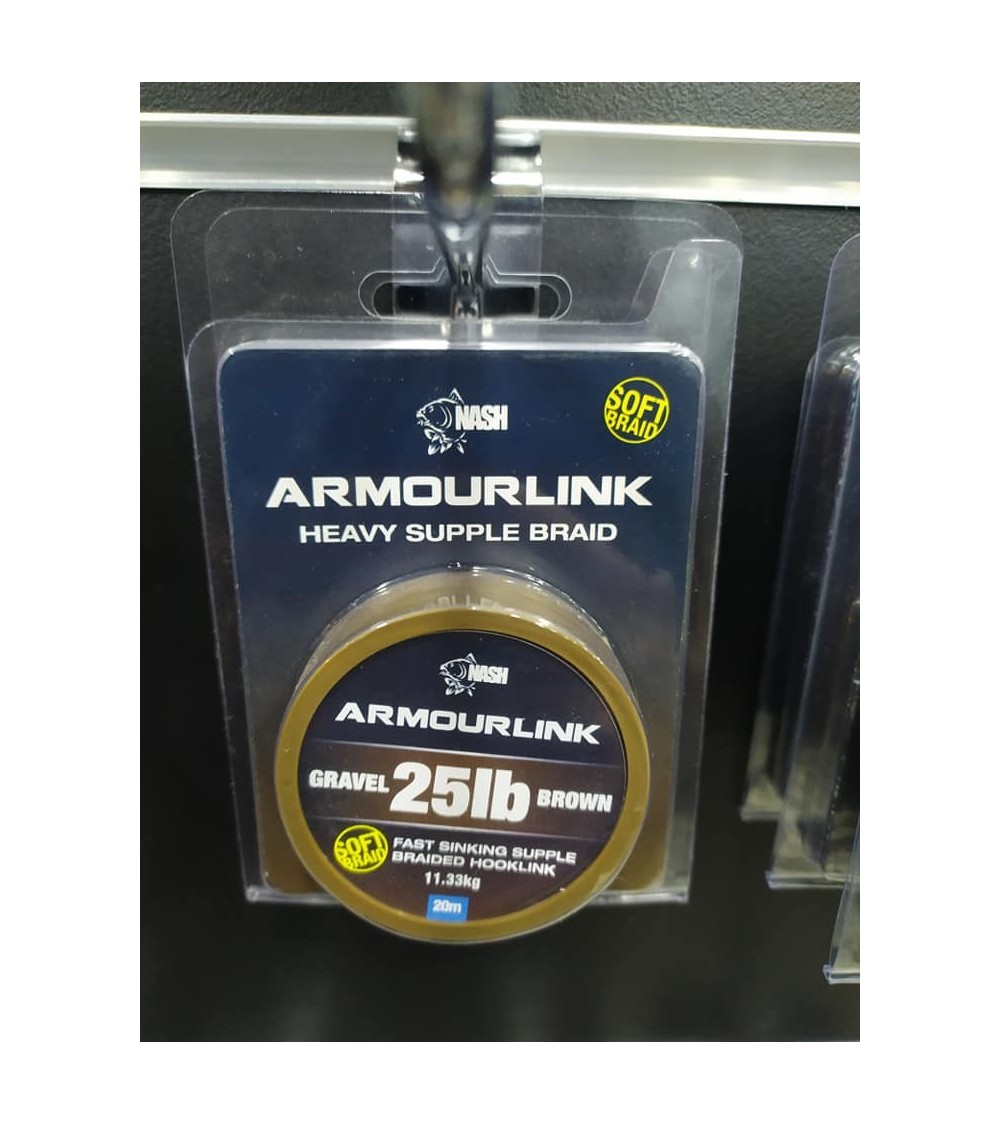 NASH
SOFT
BRAID
ARMOURLINK
HEAVY SUPPLE BRAID
NASH
ARMOURLINK
GRAVEL 25lb BROWN
SOFT
BRAID
FAST SINKING SUPPLE
BRAIDED HOOKLINK
11.33kg
20m